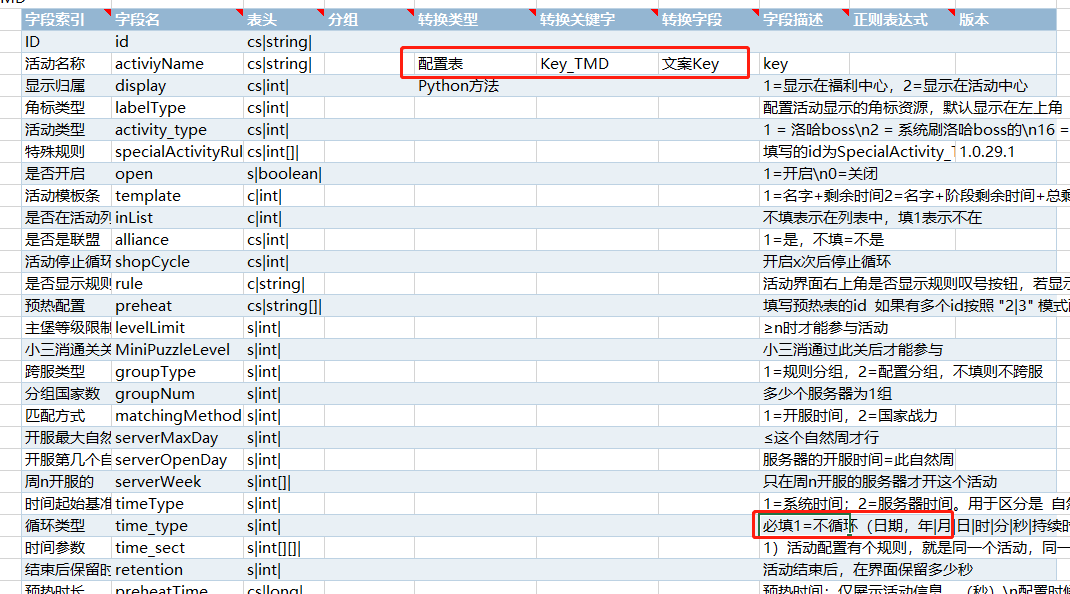 字段索引 字段名 表头 分组 转换类型 转换关键字 转换字段 字段描述 正则表达式 版本
ID id cs|string|
活动名称 activiyName cs|string| 配置表 Key_TMD 文案Key key
显示归属 display cs|int| Python方法 1=显示在福利中心，2=显示在活动中心
角标类型 labelType cs|int| 配置活动显示的角标资源，默认显示在左上角
活动类型 activity_type cs|int| 1 = 洛哈boss\n2 = 系统刷洛哈boss的\n16 =
特殊规则 specialActivityRul cs|int[]| 填写的id为SpecialActivity_ 1.0.29.1
是否开启 open s|boolean| 1=开启\n0=关闭
活动模板条 template c|int| 1=名字+剩余时间2=名字+阶段剩余时间+总剩
是否在活动列 inList c|int| 不填表示在列表中，填1表示不在
是否是联盟 alliance cs|int| 1=是，不填=不是
活动停止循环 shopCycle cs|int| 开启x次后停止循环
是否显示规则 rule c|string| 活动界面右上角是否显示规则叹号按钮，若显示
预热配置 preheat cs|string[]| 填写预热表的id 如果有多个id按照 "2|3" 模式
主堡等级限制 levelLimit s|int| ≥n时才能参与活动
小三消通关关 MiniPuzzleLevel s|int| 小三消通过此关后才能参与
跨服类型 groupType s|int| 1=规则分组，2=配置分组，不填则不跨服
分组国家数 groupNum s|int| 多少个服务器为1组
匹配方式 matchingMethod s|int| 1=开服时间，2=国家战力
开服最大自然 serverMaxDay s|int| ≤这个自然周才行
开服第几个自 serverOpenDay s|int| 服务器的开服时间=此自然周
周n开服的 serverWeek s|int[]| 只在周n开服的服务器才开这个活动
时间起始基准 timeType s|int| 1=系统时间；2=服务器时间。用于区分是 自然
循环类型 time_type s|int| 必填1=不循环（日期，年|月|日|时|分|秒|持续时
时间参数 time_sect s|int[][]| 1）活动配置有个规则，就是同一个活动，同一
结束后保留时 retention s|int| 活动结束后，在界面保留多少秒
预热时长 preheatTime cs|long| 预热时间：仅展示活动信息，（秒）\n配置时候